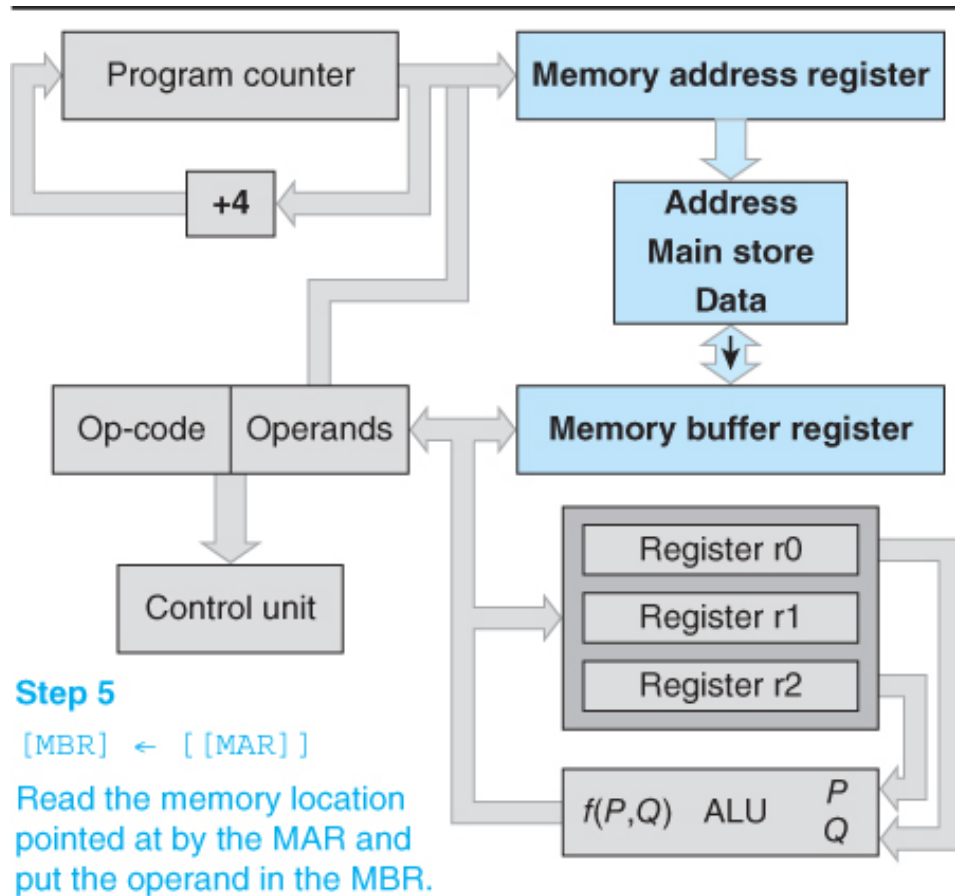 Program counter
Memory address register
+4
Address
Main store
Data
Op-code
Operands
Memory buffer register
Control unit
Register r0
Register r1
Register r2
Step 5
[MBR] ← [[MAR]]
Read the memory location
pointed at by the MAR and
put the operand in the MBR.
f(P,Q) ALU P
Q